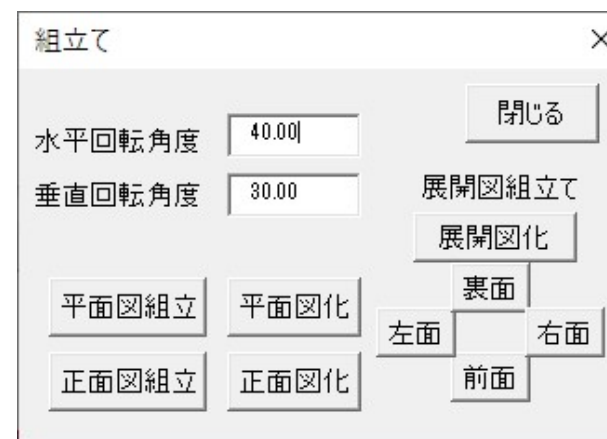 組立て
閉じる
水平回転角度 40.00
垂直回転角度 30.00
展開図組立て
展開図化
裏面
平面図組立 平面図化
左面 右面
正面図組立 正面図化
前面